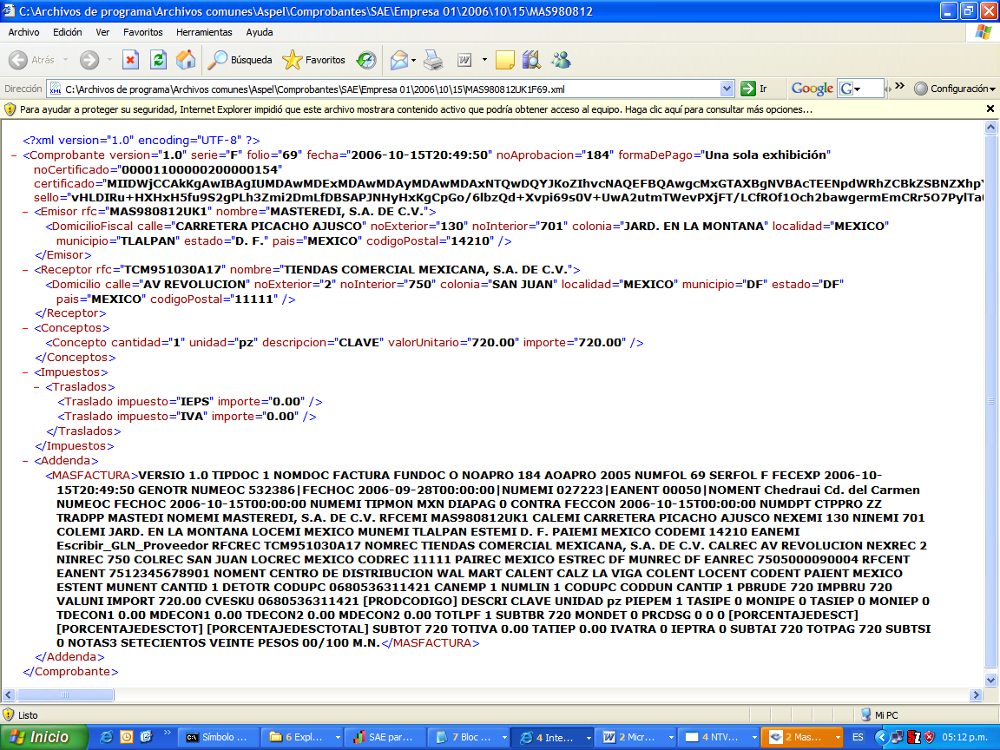 C:\Archivos de programa\Archivos comunes\Aspel\Comprobantes\SAE\Empresa 01\2006\10\15\MAS980812
Archivo Edición Ver Favoritos Herramientas Ayuda
Atrás Búsqueda Favoritos
Dirección C:\Archivos de programa\Archivos comunes\Aspel\Comprobantes\SAE\Empresa 01\2006\10\15\MAS980812UK1F69.xml Ir Google G Configuración
Para ayudar a proteger su seguridad, Internet Explorer impidió que este archivo mostrara contenido activo que podría obtener acceso al equipo. Haga clic aquí para consultar más opciones...
<?xml version="1.0" encoding="UTF-8" ?>
- <Comprobante version="1.0" serie="F" folio="69" fecha="2006-10-15T20:49:50" noAprobacion="184" formaDePago="Una sola exhibición"
noCertificado="00001100000200000154"
certificado="MIIDWjCCAkKgAwIBAgIUMDAwMDExMDAwMDAyMDAwMDAxNTQwDQYJKoZIhvcNAQEFBQAwgcMxGTAXBgNVBAcTEENpdWRhZCBkZSBNZXhpY
sello="vHLDIRu+HXHxH5fu9S2gPLh3Zmi2DmLfDBSAPJNHyHxKgCpGo/6lbzQd+Xvpi69s0V+UwA2utmTWevPXjFT/LCfROf1Och2bawgermEmCRr5O7PylTa
- <Emisor rfc="MAS980812UK1" nombre="MASTEREDI, S.A. DE C.V.">
<DomicilioFiscal calle="CARRETERA PICACHO AJUSCO" noExterior="130" noInterior="701" colonia="JARD. EN LA MONTANA" localidad="MEXICO"
municipio="TLALPAN" estado="D. F." pais="MEXICO" codigoPostal="14210" />
</Emisor>
- <Receptor rfc="TCM951030A17" nombre="TIENDAS COMERCIAL MEXICANA, S.A. DE C.V.">
<Domicilio calle="AV REVOLUCION" noExterior="2" noInterior="750" colonia="SAN JUAN" localidad="MEXICO" municipio="DF" estado="DF"
pais="MEXICO" codigoPostal="11111" />
</Receptor>
- <Conceptos>
<Concepto cantidad="1" unidad="pz" descripcion="CLAVE" valorUnitario="720.00" importe="720.00" />
</Conceptos>
- <Impuestos>
- <Traslados>
<Traslado impuesto="IEPS" importe="0.00" />
<Traslado impuesto="IVA" importe="0.00" />
</Traslados>
</Impuestos>
- <Addenda>
<MASFACTURA>VERSIO 1.0 TIPDOC 1 NOMDOC FACTURA FUNDOC O NOAPRO 184 AOAPRO 2005 NUMFOL 69 SERFOL F FECEXP 2006-10-
15T20:49:50 GENOTR NUMEOC 532386|FECHOC 2006-09-28T00:00:00|NUMEMI 027223|EANENT 00050|NOMENT Chedraui Cd. del Carmen
NUMEOC FECHOC 2006-10-15T00:00:00 NUMEMI TIPMON MXN DIAPAG 0 CONTRA FECCON 2006-10-15T00:00:00 NUMDPT CTPPRO ZZ
TRADPP MASTEDI NOMEMI MASTEREDI, S.A. DE C.V. RFCEMI MAS980812UK1 CALEMI CARRETERA PICACHO AJUSCO NEXEMI 130 NINEMI 701
COLEMI JARD. EN LA MONTANA LOCEMI MEXICO MUNEMI TLALPAN ESTEMI D. F. PAIEMI MEXICO CODEMI 14210 EANEMI
Escribir_GLN_Proveedor RFCREC TCM951030A17 NOMREC TIENDAS COMERCIAL MEXICANA, S.A. DE C.V. CALREC AV REVOLUCION NEXREC 2
NINREC 750 COLREC SAN JUAN LOCREC MEXICO CODREC 11111 PAIREC MEXICO ESTREC DF MUNREC DF EANREC 7505000090004 RFCENT
EANENT 7512345678901 NOMENT CENTRO DE DISTRIBUCION WAL MART CALENT CALZ LA VIGA COLENT LOCENT CODENT PAIENT MEXICO
ESTENT MUNENT CANTID 1 DETOTR CODUPC 0680536311421 CANEMP 1 NUMLIN 1 CODUPC CODDUN CANTIP 1 PBRUDE 720 IMPBRU 720
VALUNI IMPORT 720.00 CVESKU 0680536311421 [PRODCODIGO] DESCRI CLAVE UNIDAD pz PIEPEM 1 TASIPE 0 MONIPE 0 TASIEP 0 MONIEP 0
TDECON1 0.00 MDECON1 0.00 TDECON2 0.00 MDECON2 0.00 TOTLPF 1 SUBTBR 720 MONDET 0 PRCDSG 0 0 0 [PORCENTAJEDESCT]
[PORCENTAJEDESCTOT] [PORCENTAJEDESCTOTAL] SUBTOT 720 TOTIVA 0.00 TATIEP 0.00 IVATRA 0 IEPTRA 0 SUBTAI 720 TOTPAG 720 SUBTSI
0 NOTAS3 SETECIENTOS VEINTE PESOS 00/100 M.N.</MASFACTURA>
</Addenda>
</Comprobante>
Listo Mi PC
Inicio Símbolo ... 6 Expl... SAE par... 7 Bloc ... 4 Inte... 2 Micr... 4 NTV... 2 Mas... ES 05:12 p.m.